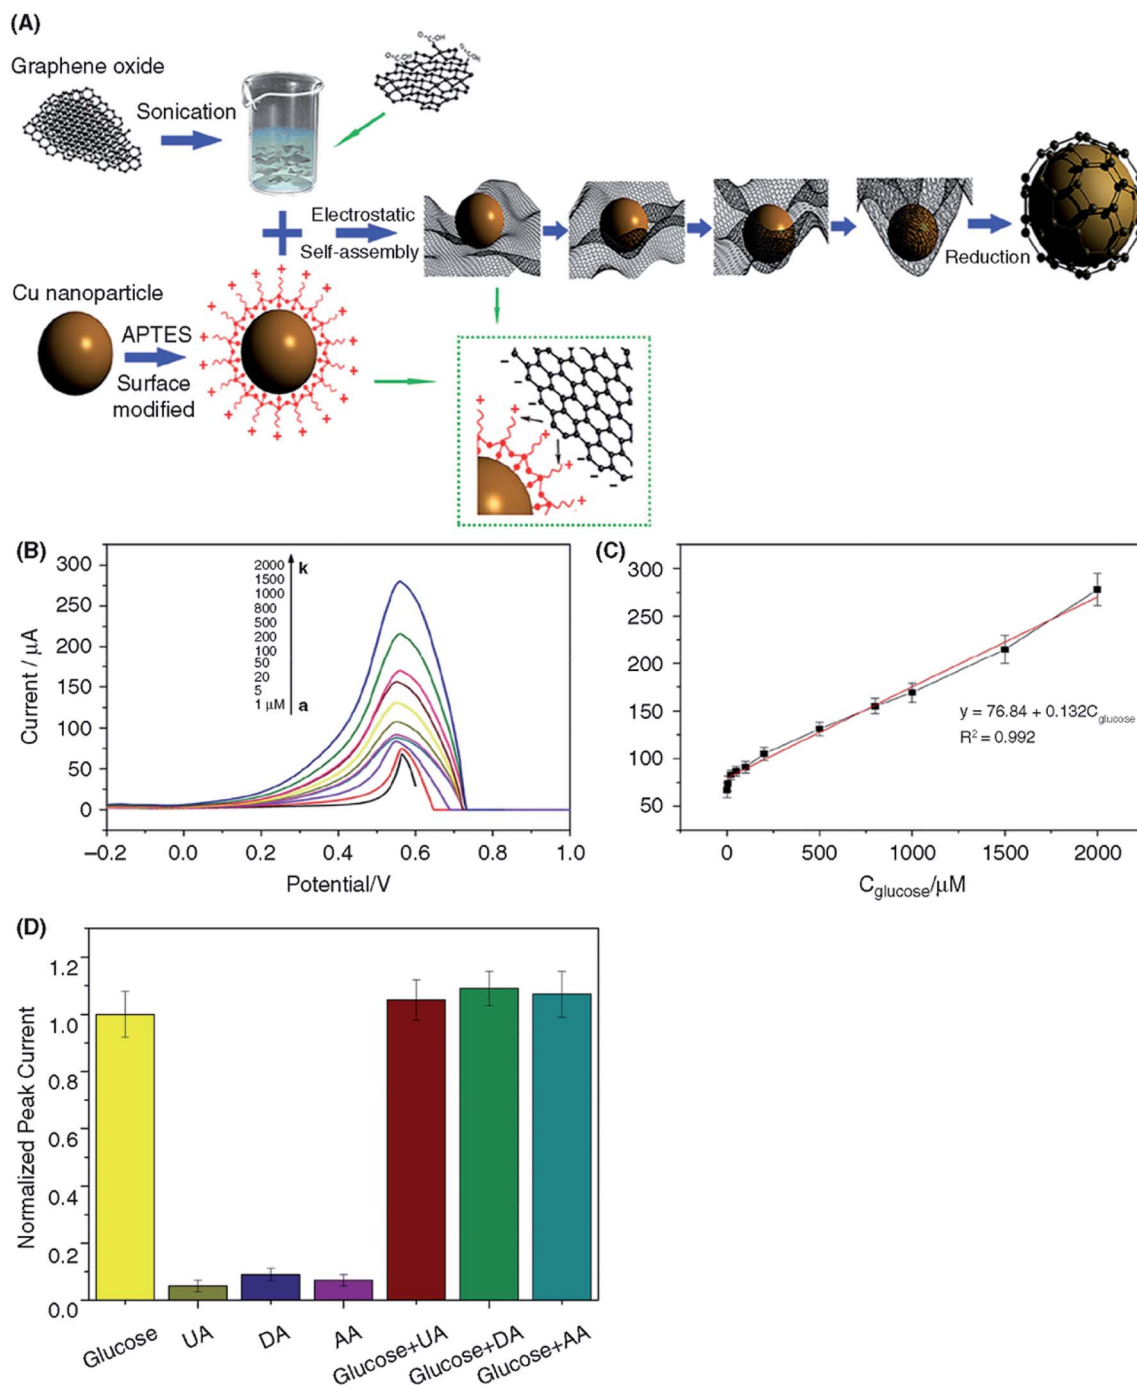 (A)
Graphene oxide
Sonication
O
C
OH
O
C
OH
O
C
OH
Electrostatic
Self-assembly
Reduction
Cu nanoparticle
APTES
Surface
modified
(B)
300
250
200
150
100
50
0
Current / μA
2000 k
1500
1000
800
500
200
100
50
20
5
1 μM a
–0.2 0.0 0.2 0.4 0.6 0.8 1.0
Potential/V
(C)
300
250
200
150
100
50
y = 76.84 + 0.132Cglucose
R2 = 0.992
0 500 1000 1500 2000
Cglucose/μM
(D)
1.2
1.0
0.8
0.6
0.4
0.2
0.0
Normalized Peak Current
Glucose UA DA AA Glucose+UA Glucose+DA Glucose+AA